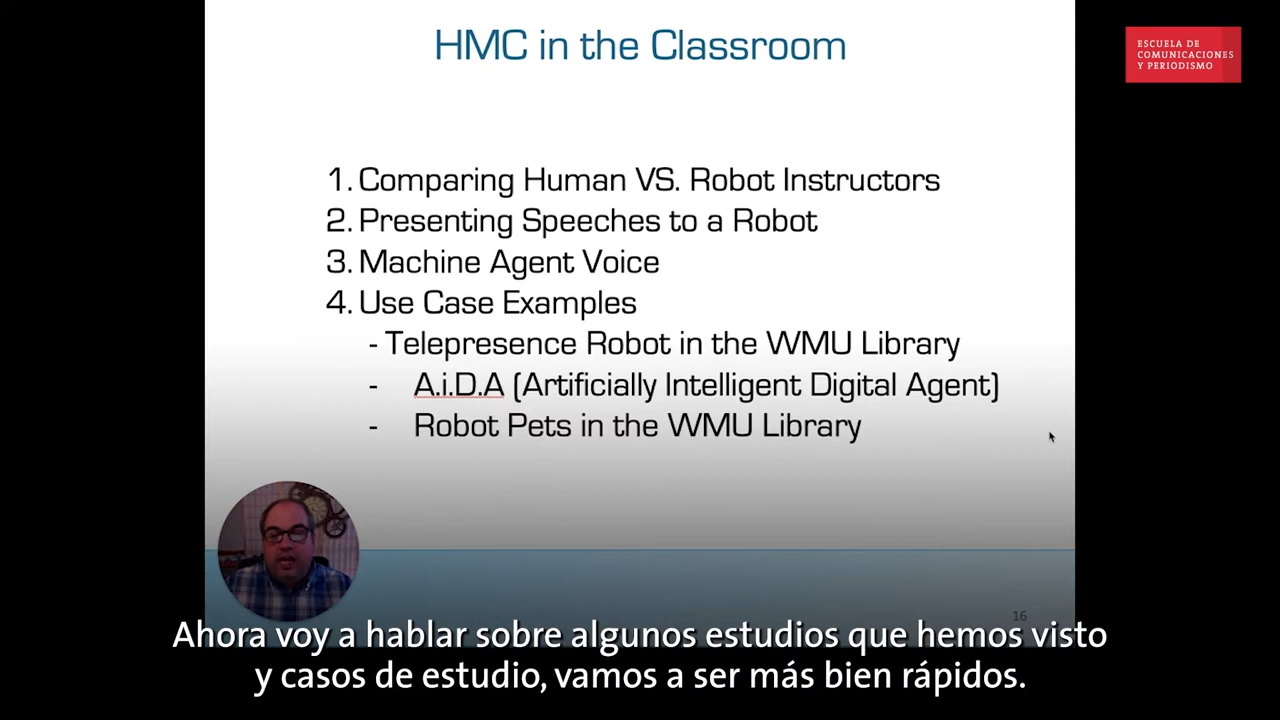 HMC in the Classroom
ESCUELA DE
COMUNICACIONES
Y PERIODISMO
1. Comparing Human VS. Robot Instructors
2. Presenting Speeches to a Robot
3. Machine Agent Voice
4. Use Case Examples
- Telepresence Robot in the WMU Library
- A.i.D.A (Artificially Intelligent Digital Agent)
- Robot Pets in the WMU Library
16
Ahora voy a hablar sobre algunos estudios que hemos visto
y casos de estudio, vamos a ser más bien rápidos.